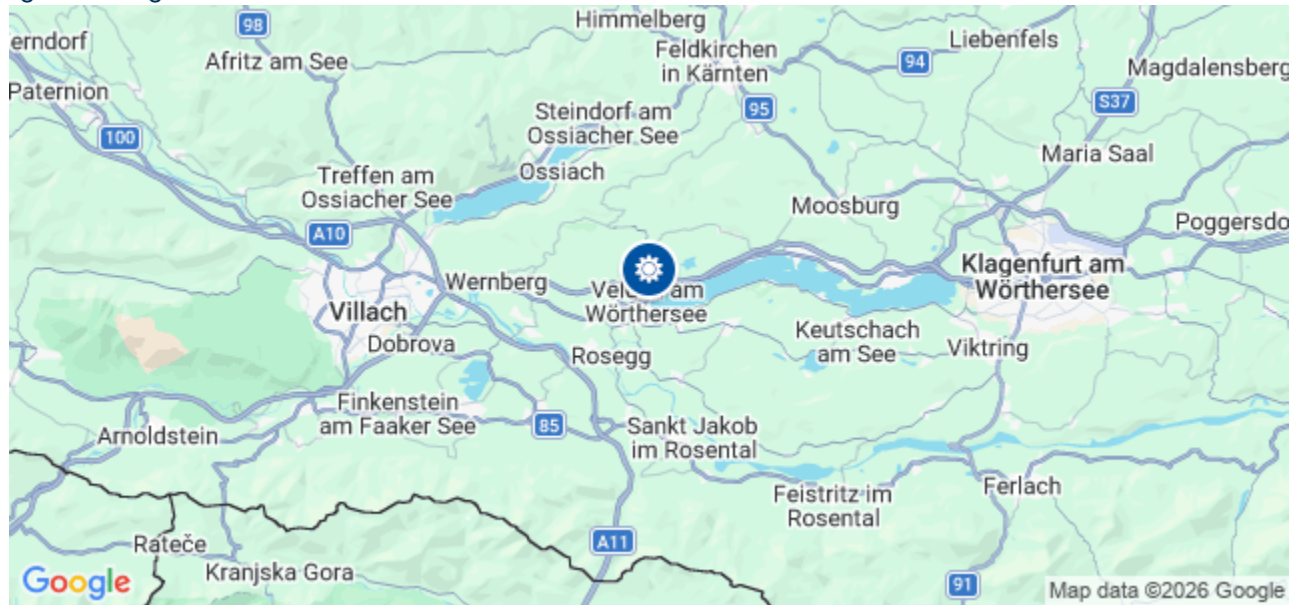 98
Himmelberg
erndorf
Afritz am See
Feldkirchen
in Kärnten
94
Liebenfels
Magdalensberg
Paternion
S37
100
Steindorf am
Ossiacher See
95
Maria Saal
Treffen am
Ossiacher See
Ossiach
Moosburg
Poggersdo
A10
Klagenfurt am
Wörthersee
Wernberg
am
Wörthersee
Villach
Dobrova
Rosegg
Keutschach
am See
Viktring
Finkenstein
am Faaker See
85
Sankt Jakob
im Rosental
Arnoldstein
Feistritz im
Rosental
Ferlach
A11
Rateče
Kranjska Gora
91
Google
Map data ©2026 Google